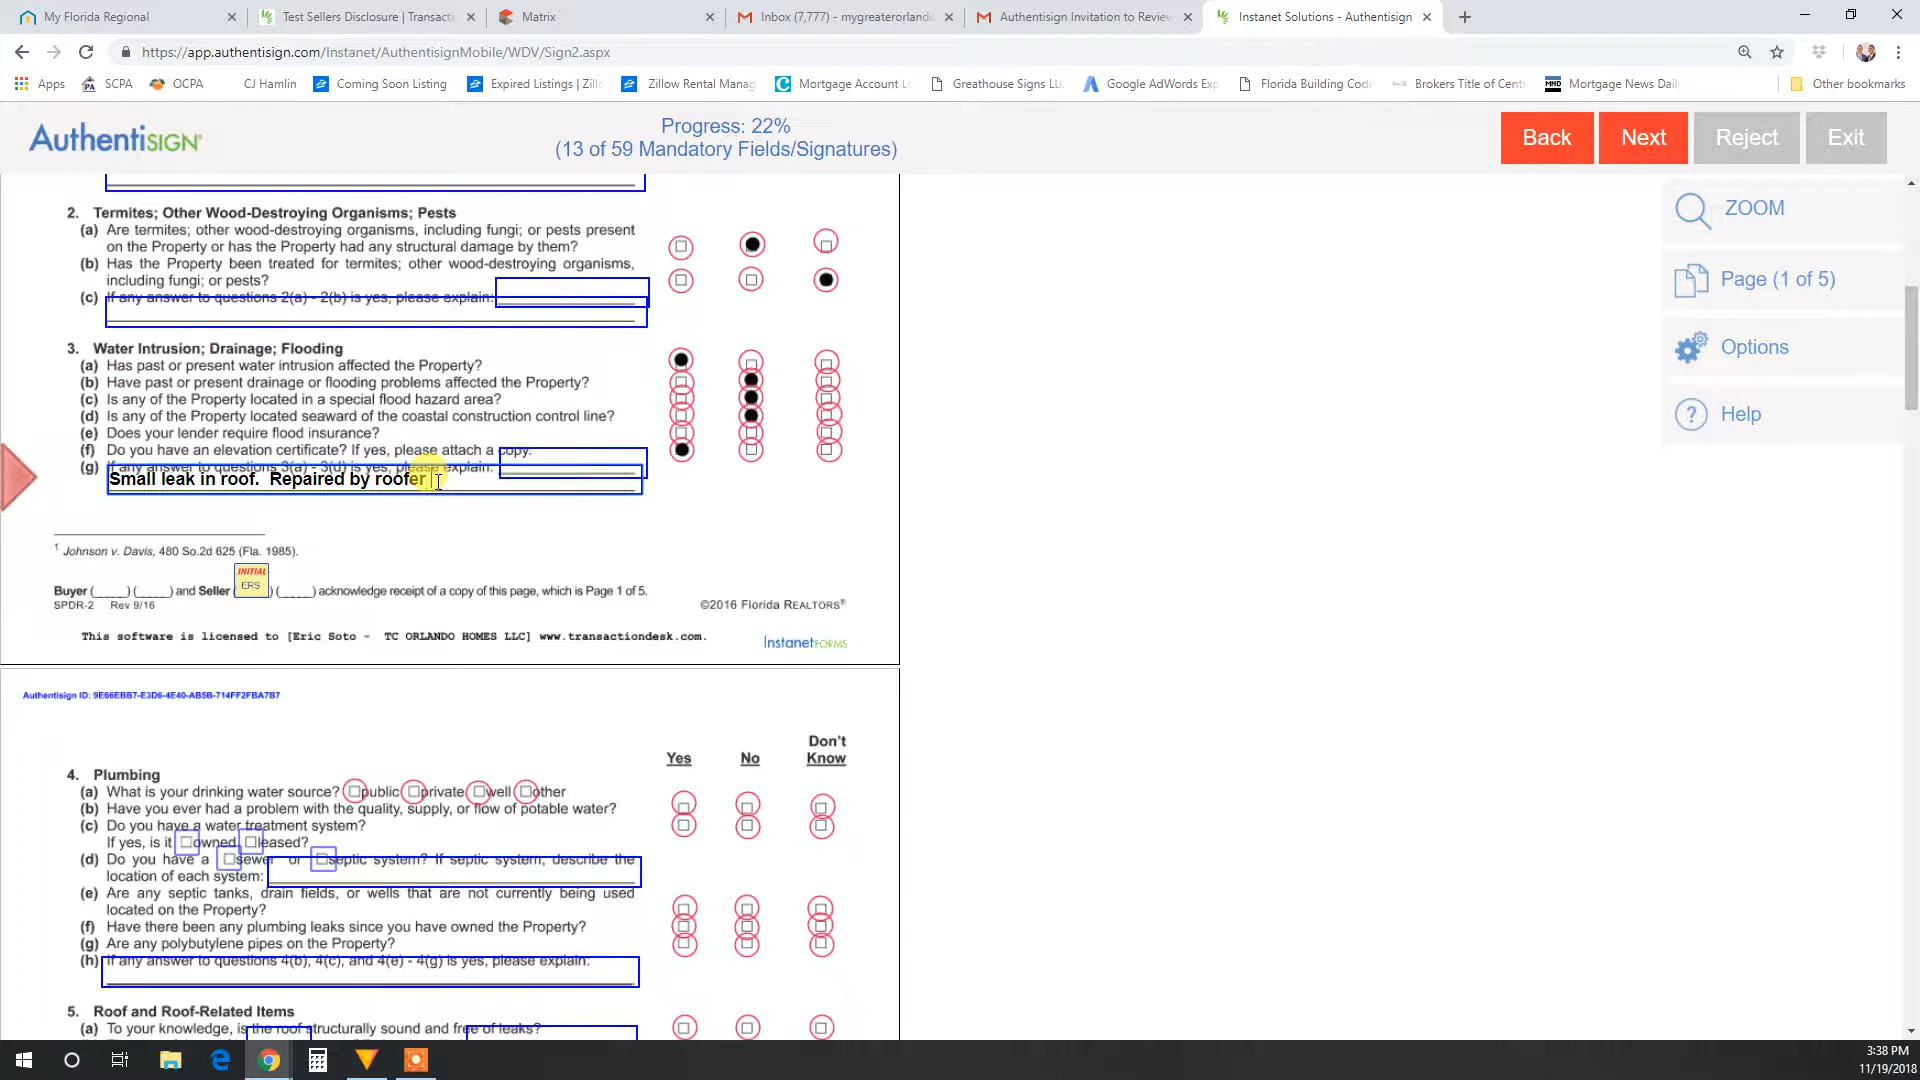 My Florida Regional
Test Sellers Disclosure | Transacti
Matrix
Inbox (7,777) - mygreaterorland
Authentisign Invitation to Review
Instanet Solutions - Authentisign
https://app.authentisign.com/Instanet/AuthentisignMobile/WDV/Sign2.aspx
Apps SCPA OCPA CJ Hamlin Coming Soon Listing Expired Listings | Zillo Zillow Rental Manag Mortgage Account L Greathouse Signs LLC Google AdWords Exp Florida Building Cod Brokers Title of Centr MND Mortgage News Dail Other bookmarks
AuthentiSIGN®
Progress: 22%
(13 of 59 Mandatory Fields/Signatures)
Back Next Reject Exit
ZOOM
Page (1 of 5)
Options
Help
2. Termites; Other Wood-Destroying Organisms; Pests
(a) Are termites; other wood-destroying organisms, including fungi; or pests present
on the Property or has the Property had any structural damage by them?
(b) Has the Property been treated for termites; other wood-destroying organisms,
including fungi; or pests?
(c) If any answer to questions 2(a) - 2(b) is yes, please explain:
3. Water Intrusion; Drainage; Flooding
(a) Has past or present water intrusion affected the Property?
(b) Have past or present drainage or flooding problems affected the Property?
(c) Is any of the Property located in a special flood hazard area?
(d) Is any of the Property located seaward of the coastal construction control line?
(e) Does your lender require flood insurance?
(f) Do you have an elevation certificate? If yes, please attach a copy.
(g) If any answer to questions 3(a) - 3(d) is yes, please explain:
Small leak in roof. Repaired by roofer
1 Johnson v. Davis, 480 So.2d 625 (Fla. 1985).
INITIAL
ERS
Buyer (_____) (_____) and Seller (_____) (_____) acknowledge receipt of a copy of this page, which is Page 1 of 5.
SPDR-2 Rev 9/16 ©2016 Florida REALTORS®
This software is licensed to [Eric Soto - TC ORLANDO HOMES LLC] www.transactiondesk.com.
InstanetFORMS
Authentisign ID: 9E66EBB7-E3D6-4E40-AB5B-714FF2FBA7B7
Yes No Don't Know
4. Plumbing
(a) What is your drinking water source? public private well other
(b) Have you ever had a problem with the quality, supply, or flow of potable water?
(c) Do you have a water treatment system?
If yes, is it owned leased?
(d) Do you have a sewer or septic system? If septic system, describe the
location of each system:
(e) Are any septic tanks, drain fields, or wells that are not currently being used
located on the Property?
(f) Have there been any plumbing leaks since you have owned the Property?
(g) Are any polybutylene pipes on the Property?
(h) If any answer to questions 4(b), 4(c), and 4(e) - 4(g) is yes, please explain:
5. Roof and Roof-Related Items
(a) To your knowledge, is the roof structurally sound and free of leaks?
3:38 PM
11/19/2018